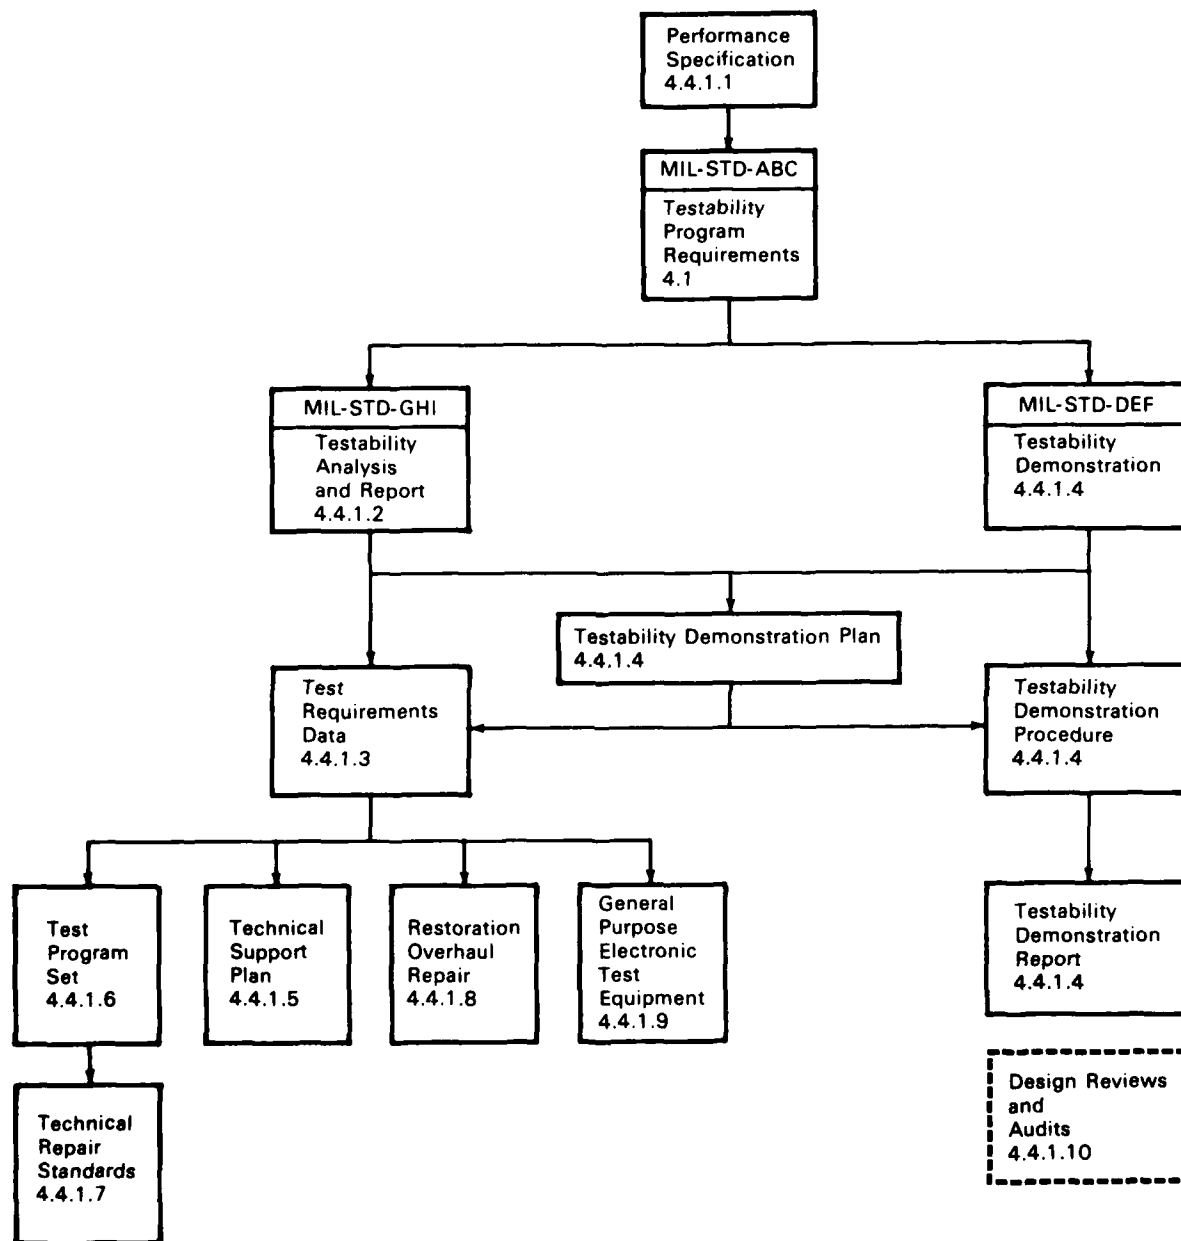 Performance
Specification
4.4.1.1
MIL-STD-ABC
Testability
Program
Requirements
4.1
MIL-STD-GHI
Testability
Analysis
and Report
4.4.1.2
MIL-STD-DEF
Testability
Demonstration
4.4.1.4
Testability Demonstration Plan
4.4.1.4
Test
Requirements
Data
4.4.1.3
Testability
Demonstration
Procedure
4.4.1.4
Test
Program
Set
4.4.1.6
Technical
Support
Plan
4.4.1.5
Restoration
Overhaul
Repair
4.4.1.8
General
Purpose
Electronic
Test
Equipment
4.4.1.9
Testability
Demonstration
Report
4.4.1.4
Technical
Repair
Standards
4.4.1.7
Design Reviews
and
Audits
4.4.1.10